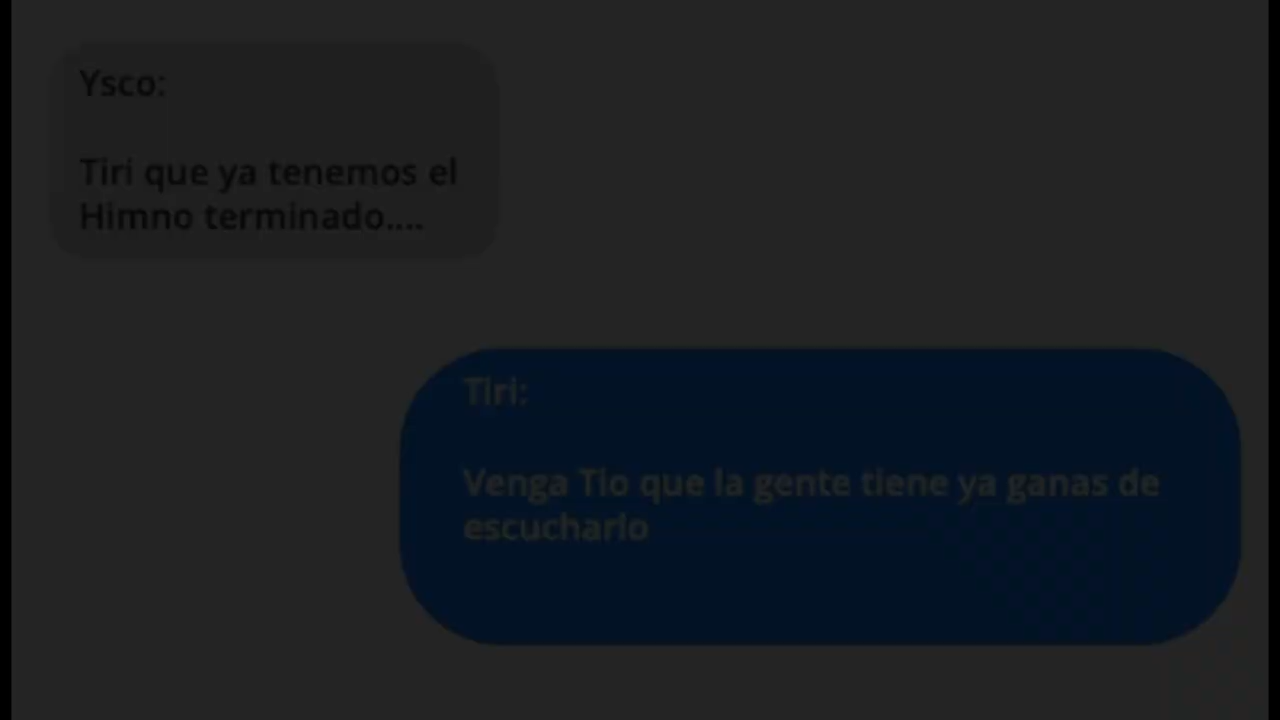 Ysco:
Tiri que ya tenemos el
Himno terminado....
Tiri:
Venga Tio que la gente tiene ya ganas de
escucharlo